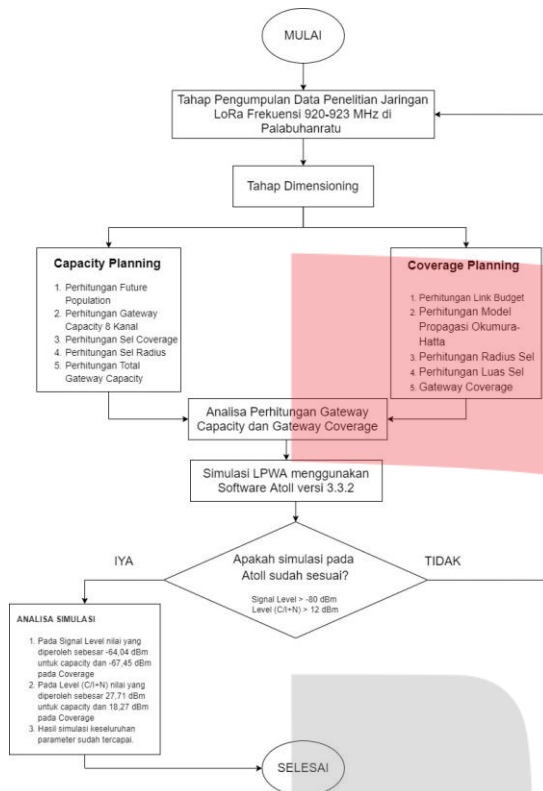 MULAI
Tahap Pengumpulan Data Penelitian Jaringan
LoRa Frekuensi 920-923 MHz di
Palabuhanratu
Tahap Dimensioning
Capacity Planning
1. Perhitungan Future
Population
2. Perhitungan Gateway
Capacity 8 Kanal
3. Perhitungan Sel Coverage
4. Perhitungan Sel Radius
5. Perhitungan Total
Gateway Capacity
Coverage Planning
1. Perhitungan Link Budget
2. Perhitungan Model
Propagasi Okumura-
Hatta
3. Perhitungan Radius Sel
4. Perhitungan Luas Sel
5. Gateway Coverage
Analisa Perhitungan Gateway
Capacity dan Gateway Coverage
Simulasi LPWA menggunakan
Software Atoll versi 3.3.2
Apakah simulasi pada
Atoll sudah sesuai?
Signal Level > -80 dBm
Level (C/I+N) > 12 dBm
IYA
TIDAK
ANALISA SIMULASI
1. Pada Signal Level nilai yang
diperoleh sebesar -64,04 dBm
untuk capacity dan -67,45 dBm
pada Coverage
2. Pada Level (C/I+N) nilai yang
diperoleh sebesar 27,71 dBm
untuk capacity dan 18,27 dBm
pada Coverage
3. Hasil simulasi keseluruhan
parameter sudah tercapai.
SELESAI